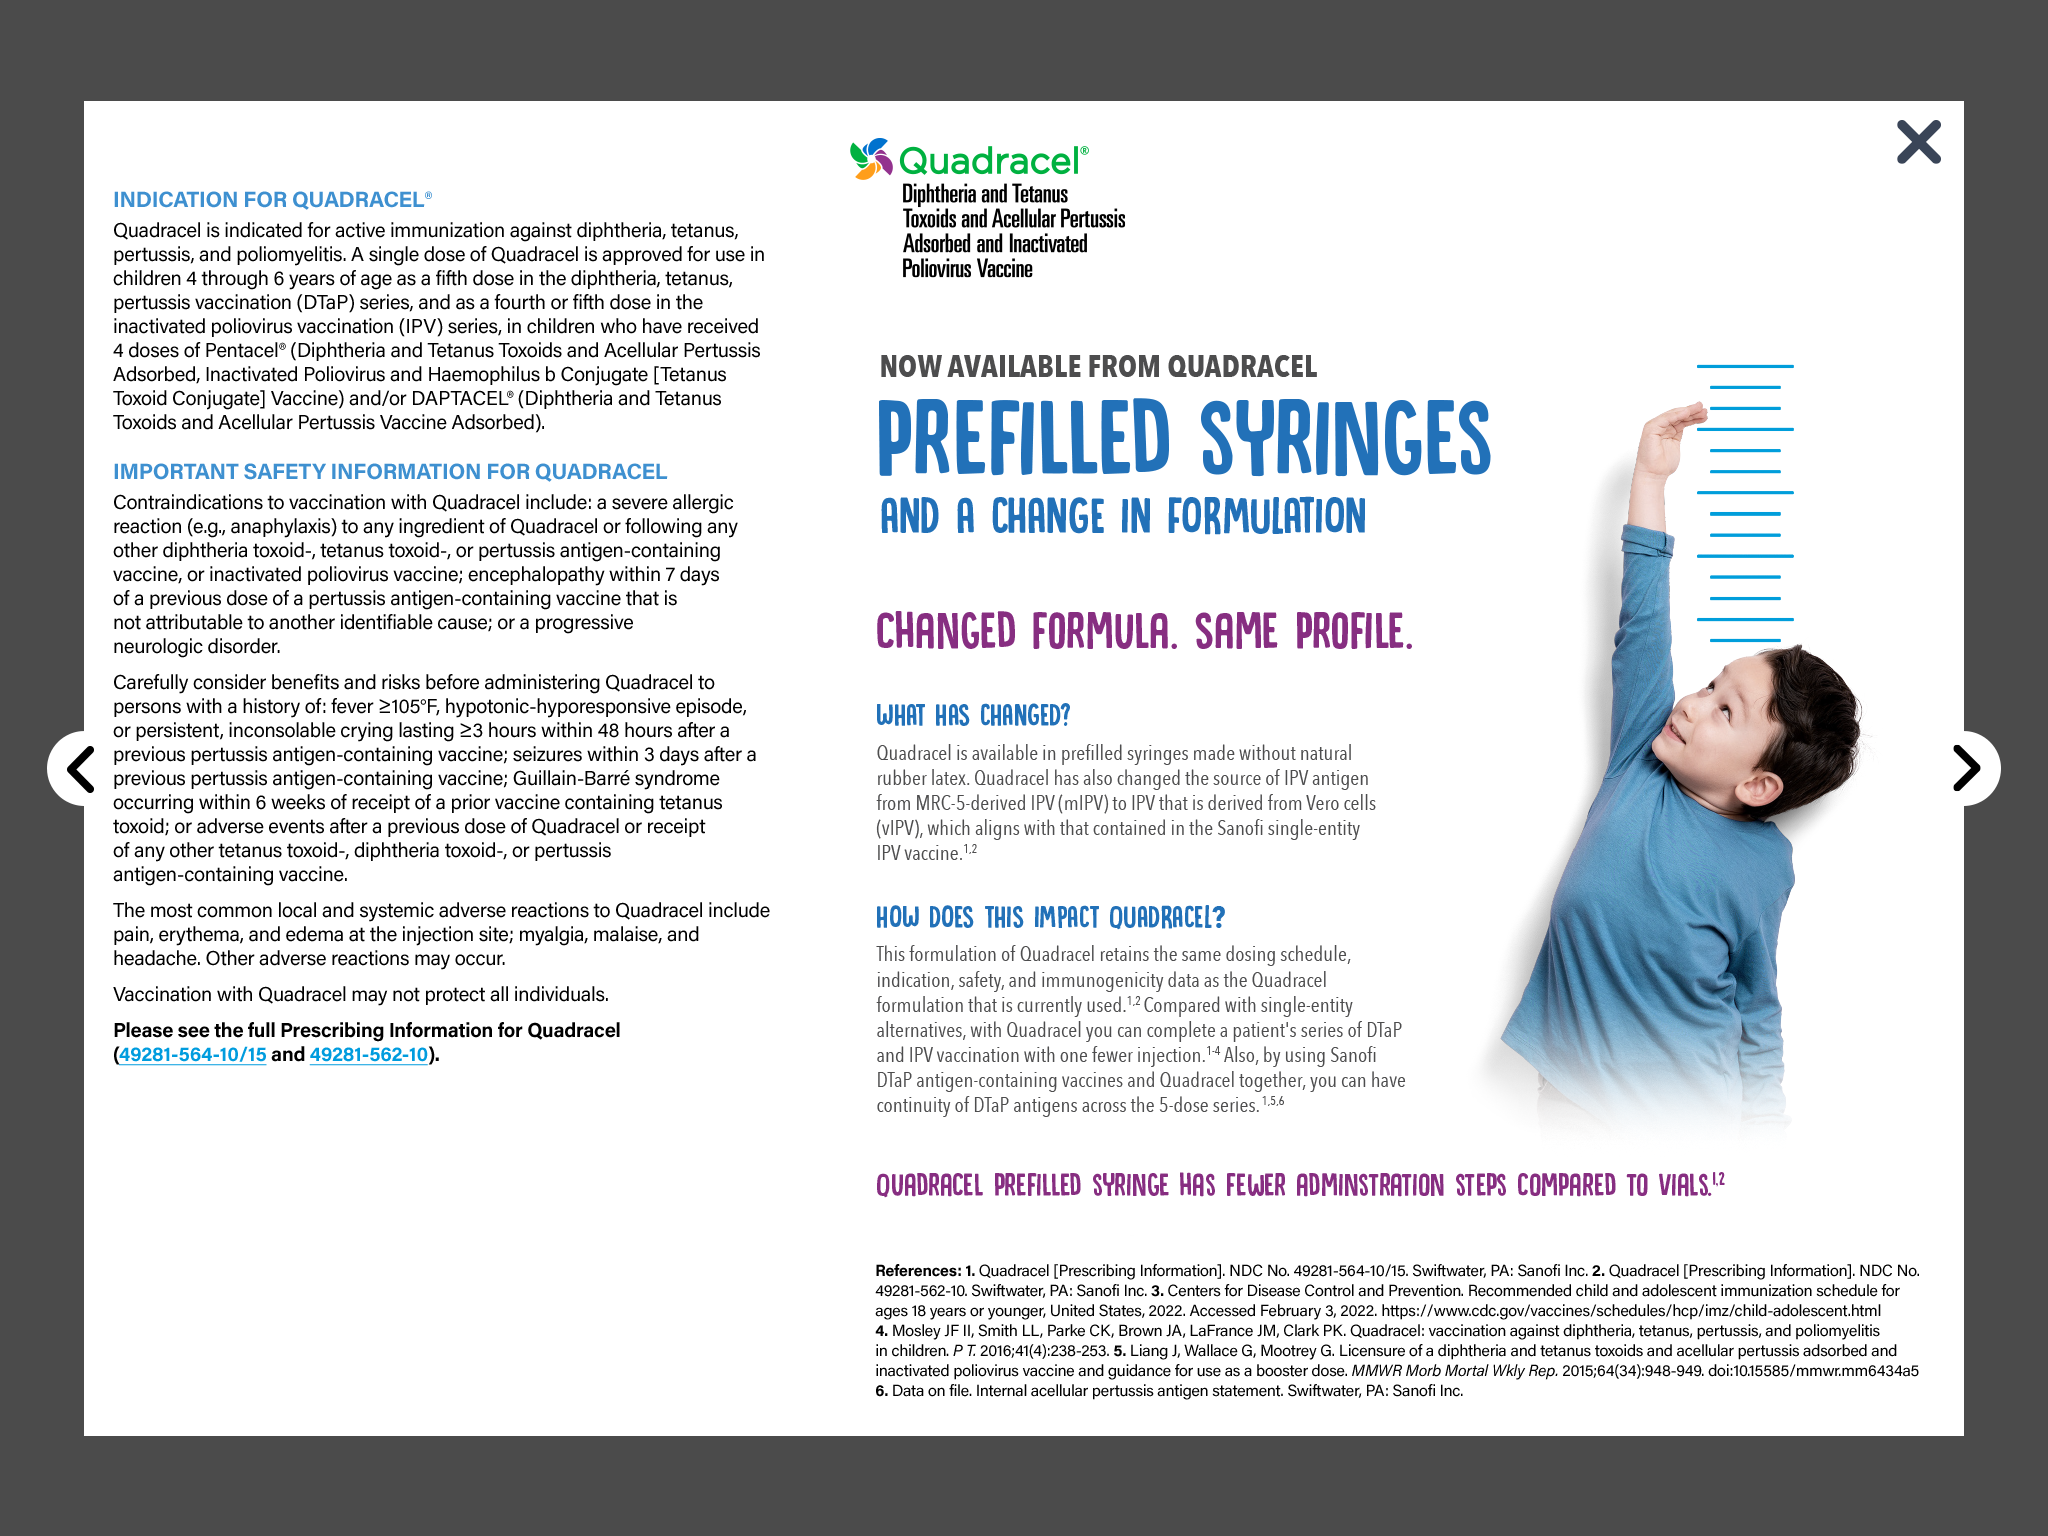 INDICATION FOR QUADRACEL®
Quadracel is indicated for active immunization against diphtheria, tetanus,
pertussis, and poliomyelitis. A single dose of Quadracel is approved for use in
children 4 through 6 years of age as a fifth dose in the diphtheria, tetanus,
pertussis vaccination (DTaP) series, and as a fourth or fifth dose in the
inactivated poliovirus vaccination (IPV) series, in children who have received
4 doses of Pentacel® (Diphtheria and Tetanus Toxoids and Acellular Pertussis
Adsorbed, Inactivated Poliovirus and Haemophilus b Conjugate [Tetanus
Toxoid Conjugate] Vaccine) and/or DAPTACEL® (Diphtheria and Tetanus
Toxoids and Acellular Pertussis Vaccine Adsorbed).
IMPORTANT SAFETY INFORMATION FOR QUADRACEL
Contraindications to vaccination with Quadracel include: a severe allergic
reaction (e.g., anaphylaxis) to any ingredient of Quadracel or following any
other diphtheria toxoid-, tetanus toxoid-, or pertussis antigen-containing
vaccine, or inactivated poliovirus vaccine; encephalopathy within 7 days
of a previous dose of a pertussis antigen-containing vaccine that is
not attributable to another identifiable cause; or a progressive
neurologic disorder.
Carefully consider benefits and risks before administering Quadracel to
persons with a history of: fever ≥105°F, hypotonic-hyporesponsive episode,
or persistent, inconsolable crying lasting ≥3 hours within 48 hours after a
previous pertussis antigen-containing vaccine; seizures within 3 days after a
previous pertussis antigen-containing vaccine; Guillain-Barré syndrome
occurring within 6 weeks of receipt of a prior vaccine containing tetanus
toxoid; or adverse events after a previous dose of Quadracel or receipt
of any other tetanus toxoid-, diphtheria toxoid-, or pertussis
antigen-containing vaccine.
The most common local and systemic adverse reactions to Quadracel include
pain, erythema, and edema at the injection site; myalgia, malaise, and
headache. Other adverse reactions may occur.
Vaccination with Quadracel may not protect all individuals.
Please see the full Prescribing Information for Quadracel
(49281-564-10/15 and 49281-562-10).
Quadracel®
Diphtheria and Tetanus
Toxoids and Acellular Pertussis
Adsorbed and Inactivated
Poliovirus Vaccine
NOW AVAILABLE FROM QUADRACEL
PREFILLED SYRINGES
AND A CHANGE IN FORMULATION
CHANGED FORMULA. SAME PROFILE.
WHAT HAS CHANGED?
Quadracel is available in prefilled syringes made without natural
rubber latex. Quadracel has also changed the source of IPV antigen
from MRC-5-derived IPV (mIPV) to IPV that is derived from Vero cells
(vIPV), which aligns with that contained in the Sanofi single-entity
IPV vaccine.1,2
HOW DOES THIS IMPACT QUADRACEL?
This formulation of Quadracel retains the same dosing schedule,
indication, safety, and immunogenicity data as the Quadracel
formulation that is currently used.1,2 Compared with single-entity
alternatives, with Quadracel you can complete a patient's series of DTaP
and IPV vaccination with one fewer injection.1-4 Also, by using Sanofi
DTaP antigen-containing vaccines and Quadracel together, you can have
continuity of DTaP antigens across the 5-dose series.1,5,6
QUADRACEL PREFILLED SYRINGE HAS FEWER ADMINSTRATION STEPS COMPARED TO VIALS.1,2
References: 1. Quadracel [Prescribing Information]. NDC No. 49281-564-10/15. Swiftwater, PA: Sanofi Inc. 2. Quadracel [Prescribing Information]. NDC No.
49281-562-10. Swiftwater, PA: Sanofi Inc. 3. Centers for Disease Control and Prevention. Recommended child and adolescent immunization schedule for
ages 18 years or younger, United States, 2022. Accessed February 3, 2022. https://www.cdc.gov/vaccines/schedules/hcp/imz/child-adolescent.html
4. Mosley JF II, Smith LL, Parke CK, Brown JA, LaFrance JM, Clark PK. Quadracel: vaccination against diphtheria, tetanus, pertussis, and poliomyelitis
in children. P T. 2016;41(4):238-253. 5. Liang J, Wallace G, Mootrey G. Licensure of a diphtheria and tetanus toxoids and acellular pertussis adsorbed and
inactivated poliovirus vaccine and guidance for use as a booster dose. MMWR Morb Mortal Wkly Rep. 2015;64(34):948-949. doi:10.15585/mmwr.mm6434a5
6. Data on file. Internal acellular pertussis antigen statement. Swiftwater, PA: Sanofi Inc.